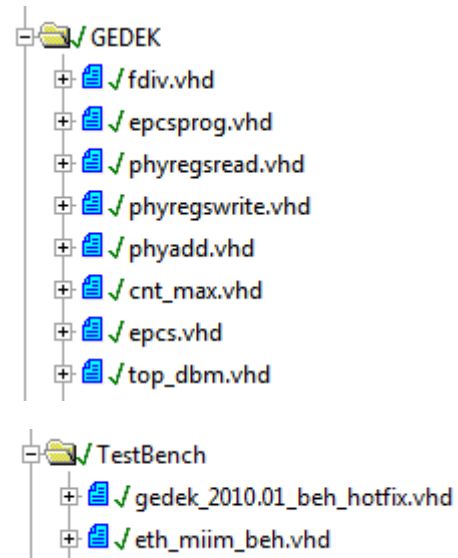 GEDEK
fdiv.vhd
epcsprog.vhd
phyregsread.vhd
phyregswrite.vhd
phyadd.vhd
cnt_max.vhd
epcs.vhd
top_dbm.vhd
TestBench
gedek_2010.01_beh_hotfix.vhd
eth_miim_beh.vhd